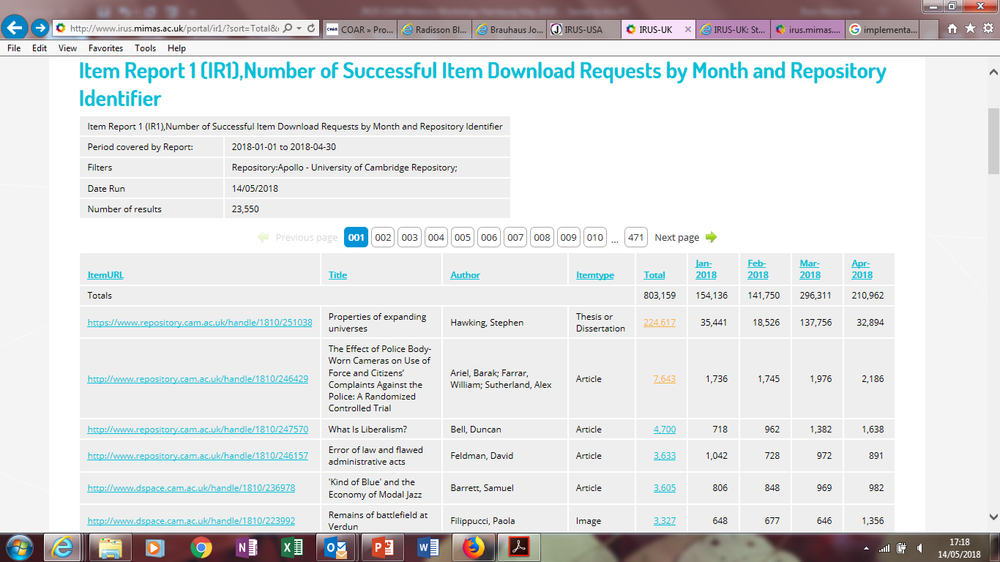 http://www.irus.mimas.ac.uk/portal/ir1/?sort=Total&
COAR » Pro...
Radisson Bl...
Brauhaus Jo...
IRUS-USA
IRUS-UK
IRUS-UK: St...
irus.mimas....
implementa...
File Edit View Favorites Tools Help
Item Report 1 (IR1),Number of Successful Item Download Requests by Month and Repository
Identifier
Item Report 1 (IR1),Number of Successful Item Download Requests by Month and Repository Identifier
Period covered by Report: 2018-01-01 to 2018-04-30
Filters Repository:Apollo - University of Cambridge Repository;
Date Run 14/05/2018
Number of results 23,550
Previous page 001 002 003 004 005 006 007 008 009 010 ... 471 Next page
ItemURL Title Author Itemtype Total Jan-2018 Feb-2018 Mar-2018 Apr-2018
Totals 803,159 154,136 141,750 296,311 210,962
https://www.repository.cam.ac.uk/handle/1810/251038
Properties of expanding
universes
Hawking, Stephen
Thesis or
Dissertation
224,617 35,441 18,526 137,756 32,894
http://www.repository.cam.ac.uk/handle/1810/246429
The Effect of Police Body-
Worn Cameras on Use of
Force and Citizens’
Complaints Against the
Police: A Randomized
Controlled Trial
Ariel, Barak; Farrar,
William; Sutherland, Alex
Article
7,643 1,736 1,745 1,976 2,186
http://www.repository.cam.ac.uk/handle/1810/247570
What Is Liberalism?
Bell, Duncan
Article
4,700 718 962 1,382 1,638
http://www.repository.cam.ac.uk/handle/1810/246157
Error of law and flawed
administrative acts
Feldman, David
Article
3,633 1,042 728 972 891
http://www.dspace.cam.ac.uk/handle/1810/236978
'Kind of Blue' and the
Economy of Modal Jazz
Barrett, Samuel
Article
3,605 806 848 969 982
http://www.dspace.cam.ac.uk/handle/1810/223992
Remains of battlefield at
Verdun
Filippucci, Paola
Image
3,327 648 677 646 1,356
17:18
14/05/2018